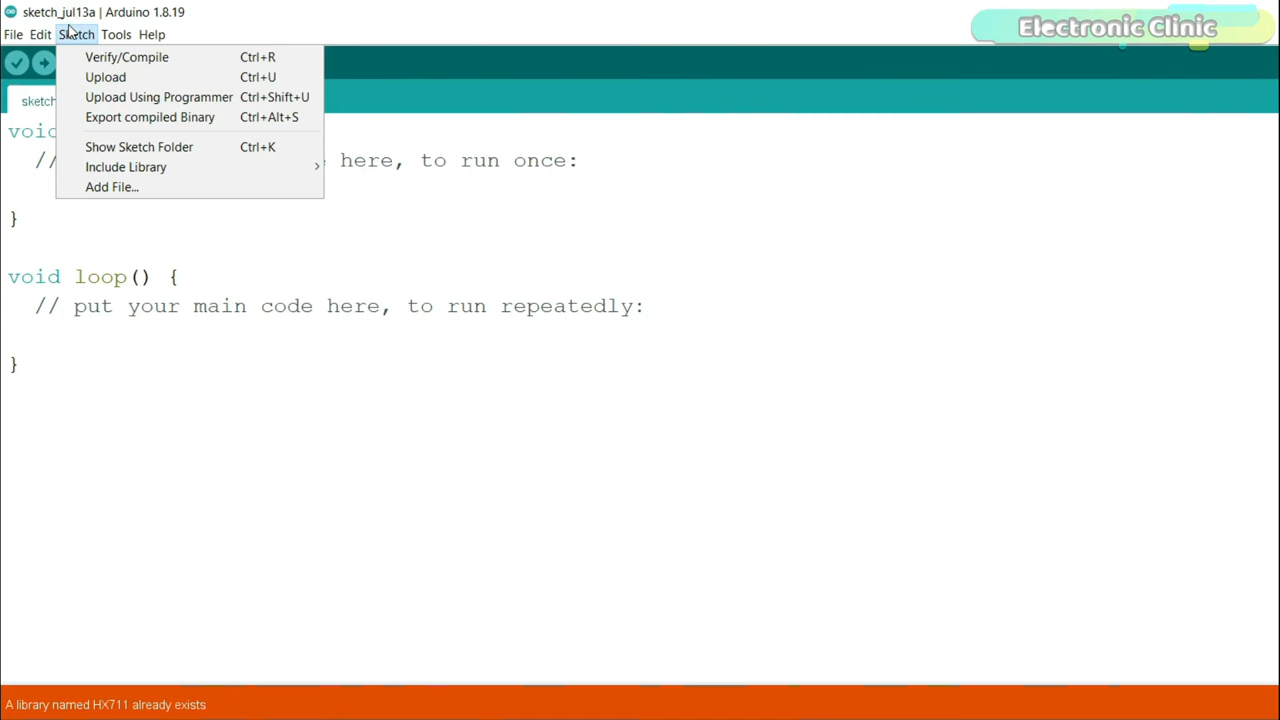 sketch_jul13a | Arduino 1.8.19
Electronic Clinic
File Edit Sketch Tools Help
Verify/Compile Ctrl+R
Upload Ctrl+U
Upload Using Programmer Ctrl+Shift+U
Export compiled Binary Ctrl+Alt+S
Show Sketch Folder Ctrl+K
Include Library >
Add File...
sketch
void
// here, to run once:
}
void loop() {
// put your main code here, to run repeatedly:
}
A library named HX711 already exists